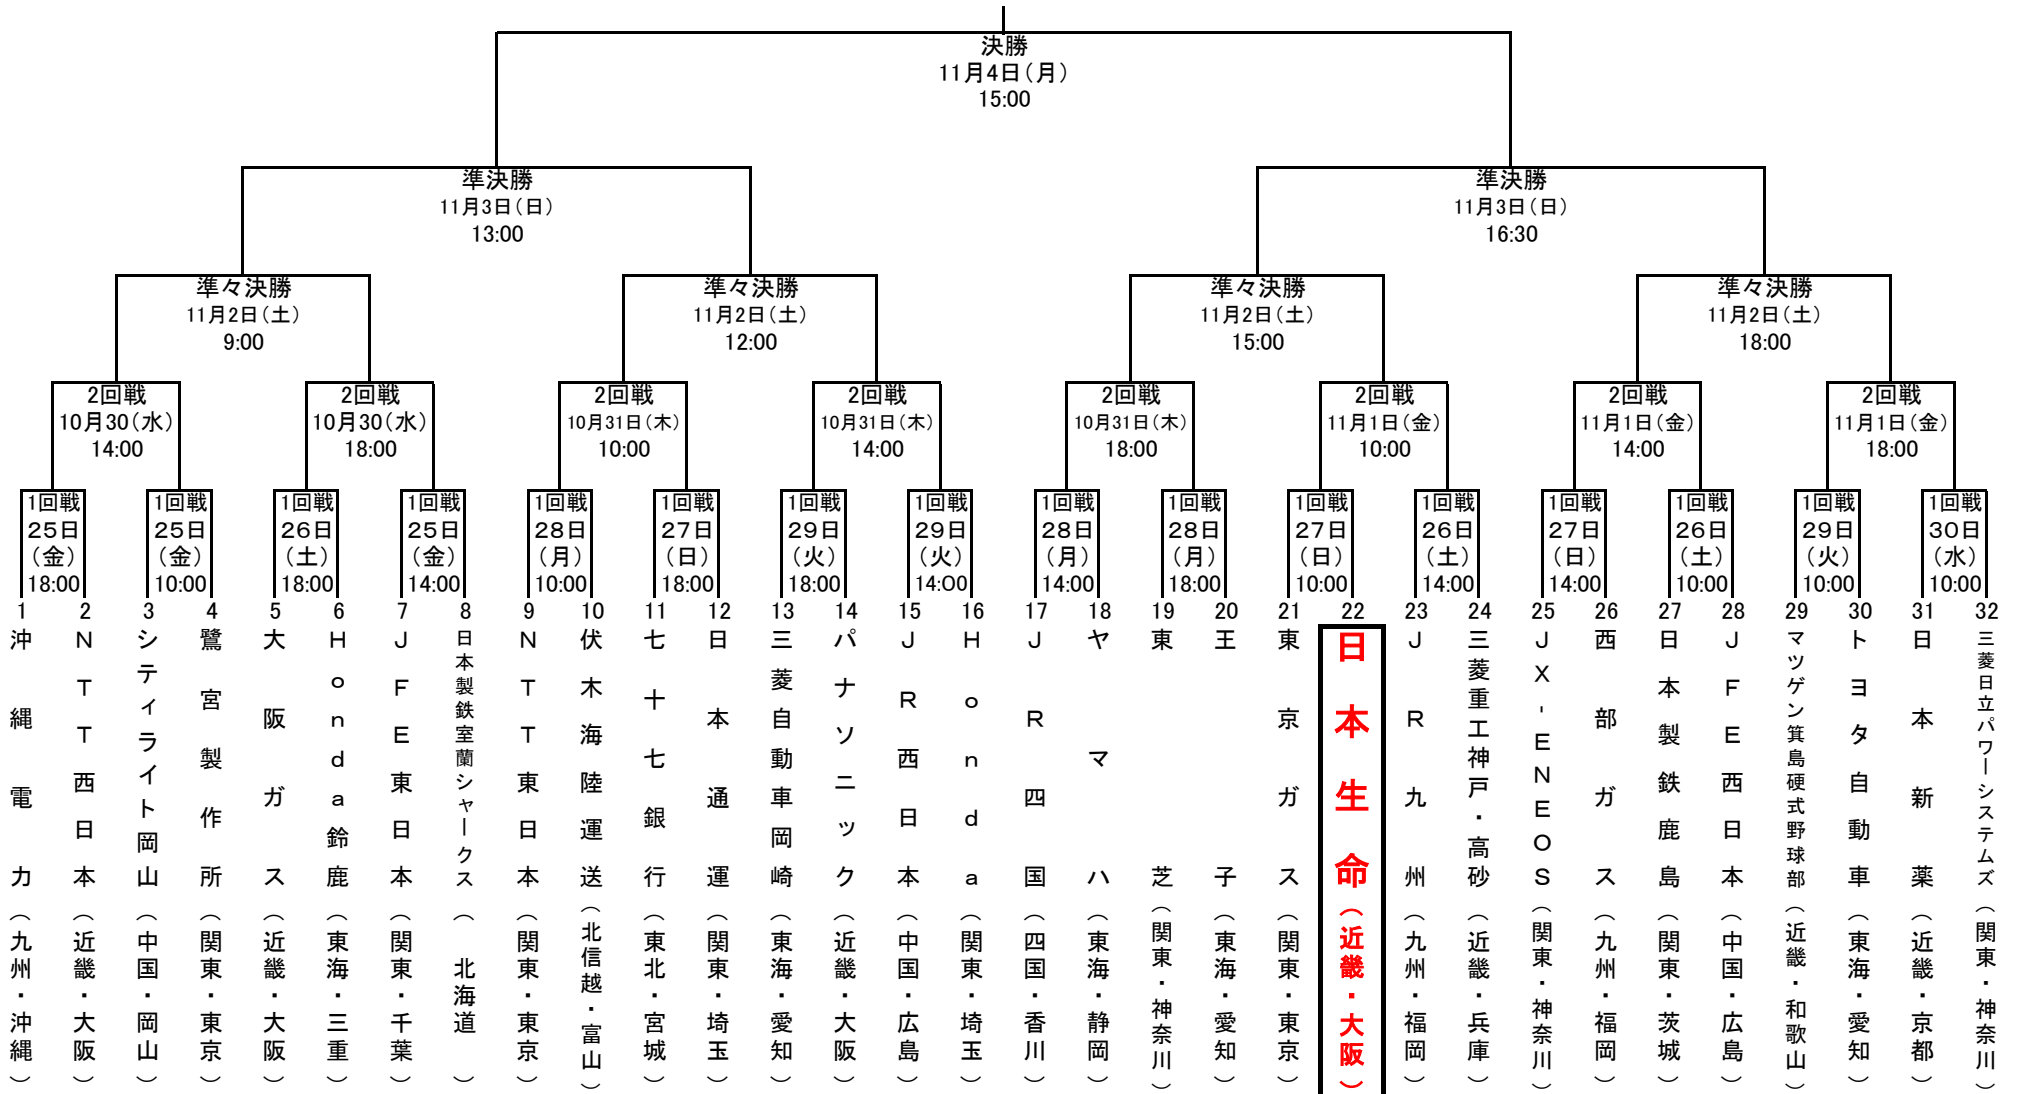 決勝
11月4日（月）
15:00
準決勝
11月3日（日）
13:00
準決勝
11月3日（日）
16:30
準々決勝
11月2日（土）
9:00
準々決勝
11月2日（土）
12:00
準々決勝
11月2日（土）
15:00
準々決勝
11月2日（土）
18:00
2回戦
10月30（水）
14:00
2回戦
10月30（水）
18:00
2回戦
10月31日（木）
10:00
2回戦
10月31日（木）
14:00
2回戦
10月31日（木）
18:00
2回戦
11月1日（金）
10:00
2回戦
11月1日（金）
14:00
2回戦
11月1日（金）
18:00
1回戦
25日
（金）
18:00
1回戦
25日
（金）
10:00
1回戦
26日
（土）
18:00
1回戦
25日
（金）
14:00
1回戦
28日
（月）
10:00
1回戦
27日
（日）
18:00
1回戦
29日
（火）
18:00
1回戦
29日
（火）
14:00
1回戦
28日
（月）
14:00
1回戦
28日
（月）
18:00
1回戦
27日
（日）
10:00
1回戦
26日
（土）
14:00
1回戦
27日
（日）
14:00
1回戦
26日
（土）
10:00
1回戦
29日
（火）
10:00
1回戦
30日
（水）
10:00
1
沖縄電力（九州・沖縄）
2
ＮＴＴ西日本（近畿・大阪）
3
シティライト岡山（中国・岡山）
4
鷺宮製作所（関東・東京）
5
大阪ガス（近畿・大阪）
6
Ｈｏｎｄａ鈴鹿（東海・三重）
7
ＪＦＥ東日本（関東・千葉）
8
日本製鉄室蘭シャークス（　北海道　）
9
ＮＴＴ東日本（関東・東京）
10
伏木海陸運送（北信越・富山）
11
七十七銀行（東北・宮城）
12
日本通運（関東・埼玉）
13
三菱自動車岡崎（東海・愛知）
14
パナソニック（近畿・大阪）
15
ＪＲ西日本（中国・広島）
16
Ｈｏｎｄａ（関東・埼玉）
17
ＪＲ四国（四国・香川）
18
ヤマハ（東海・静岡）
19
東芝（関東・神奈川）
20
王子（東海・愛知）
21
東京ガス（関東・東京）
22
日本生命（近畿・大阪）
23
ＪＲ九州（九州・福岡）
24
三菱重工神戸・高砂（近畿・兵庫）
25
ＪＸ-ＥＮＥＯＳ（関東・神奈川）
26
西部ガス（九州・福岡）
27
日本製鉄鹿島（関東・茨城）
28
ＪＦＥ西日本（中国・広島）
29
マツゲン箕島硬式野球部（近畿・和歌山）
30
トヨタ自動車（東海・愛知）
31
日本新薬（近畿・京都）
32
三菱日立パワーシステムズ（関東・神奈川）